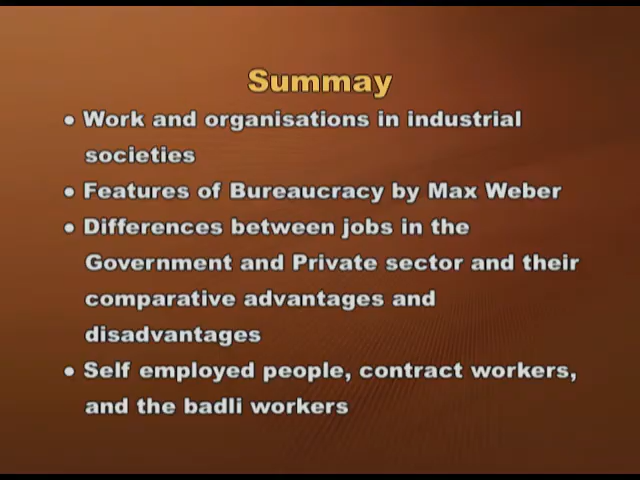 Summay
• Work and organisations in industrial
societies
• Features of Bureaucracy by Max Weber
• Differences between jobs in the
Government and Private sector and their
comparative advantages and
disadvantages
• Self employed people, contract workers,
and the badli workers